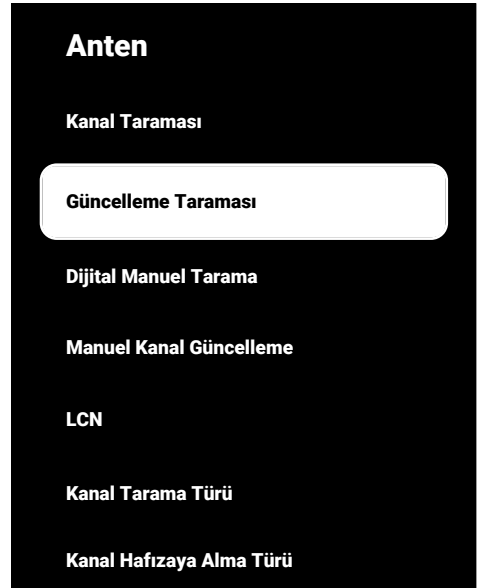 Anten
Kanal Taraması
Güncelleme Taraması
Dijital Manuel Tarama
Manuel Kanal Güncelleme
LCN
Kanal Tarama Türü
Kanal Hafızaya Alma Türü